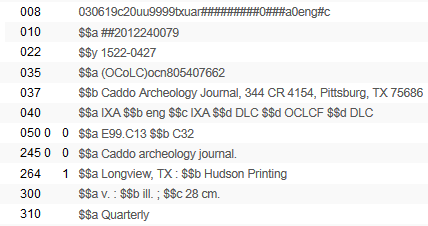 008 030619c20uu9999txuar#########0###a0eng#c
010 $$a ##2012240079
022 $$y 1522-0427
035 $$a (OCoLC)ocn805407662
037 $$b Caddo Archeology Journal, 344 CR 4154, Pittsburg, TX 75686
040 $$a IXA $$b eng $$c IXA $$d DLC $$d OCLCF $$d DLC
050 0 0 $$a E99.C13 $$b C32
245 0 0 $$a Caddo archeology journal.
264 1 $$a Longview, TX : $$b Hudson Printing
300 $$a v. : $$b ill. ; $$c 28 cm.
310 $$a Quarterly